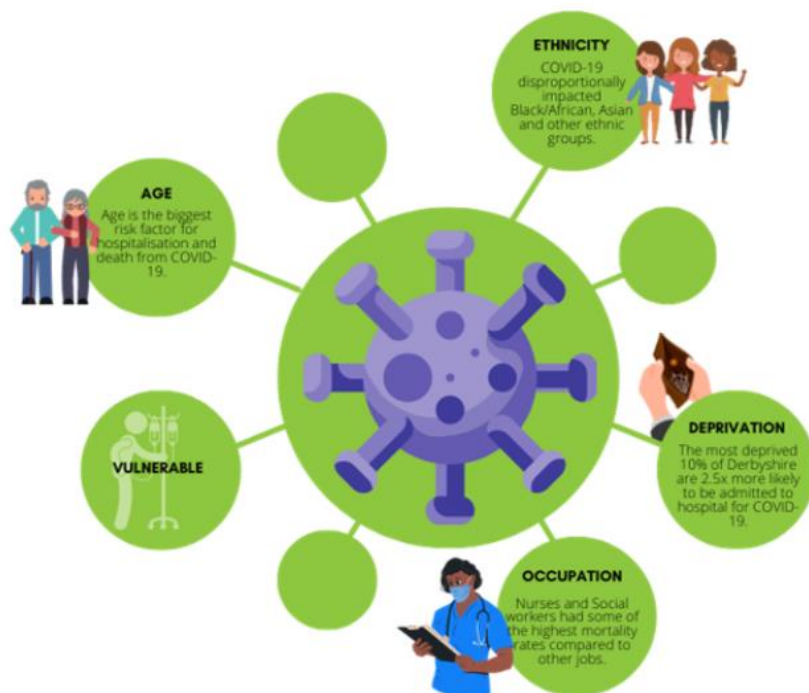 ETHNICITY
COVID-19
disproportionally
impacted
Black/African, Asian
and other ethnic
groups.
AGE
Age is the biggest
risk factor for
hospitalisation and
death from COVID-
19.
DEPRIVATION
The most deprived
10% of Derbyshire
are 2.5x more likely
to be admitted to
hospital for COVID-
19.
VULNERABLE
OCCUPATION
Nurses and Social
workers had some of
the highest mortality
rates compared to
other jobs.